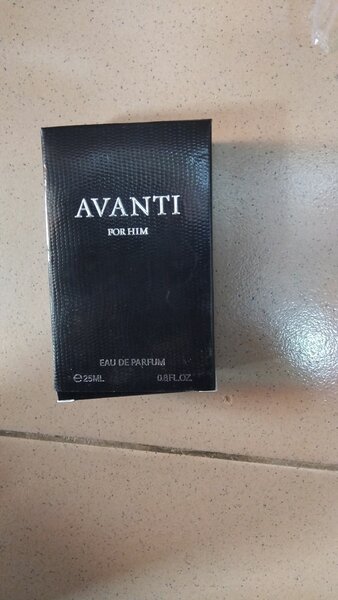 AVANTI
FOR HIM
EAU DE PARFUM
℮25ML 0.8FL.OZ